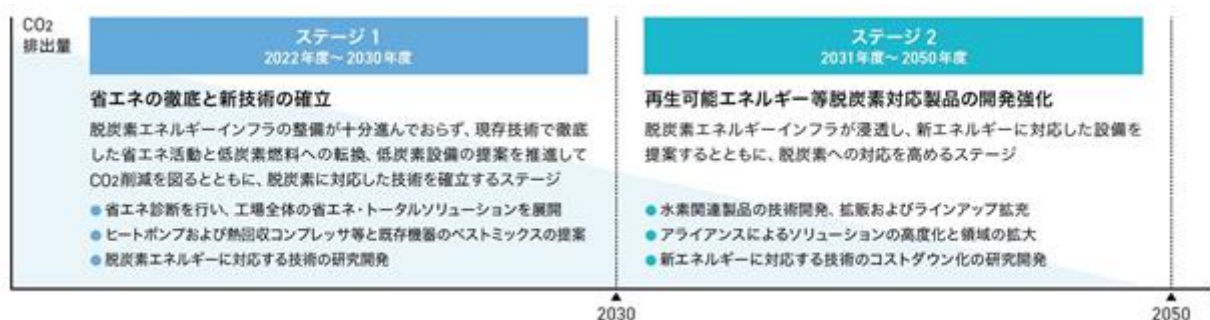 CO2
排出量
ステージ 1
2022年度～2030年度
省エネの徹底と新技術の確立
脱炭素エネルギーインフラの整備が十分進んでおらず、現存技術で徹底
した省エネ活動と低炭素燃料への転換、低炭素設備の提案を推進して
CO2削減を図るとともに、脱炭素に対応した技術を確立するステージ
● 省エネ診断を行い、工場全体の省エネ・トータルソリューションを展開
● ヒートポンプおよび熱回収コンプレッサ等と既存機器のベストミックスの提案
● 脱炭素エネルギーに対応する技術の研究開発
ステージ 2
2031年度～2050年度
再生可能エネルギー等脱炭素対応製品の開発強化
脱炭素エネルギーインフラが浸透し、新エネルギーに対応した設備を
提案するとともに、脱炭素への対応を高めるステージ
● 水素関連製品の技術開発、拡販およびラインアップ拡充
● アライアンスによるソリューションの高度化と領域の拡大
● 新エネルギーに対応する技術のコストダウン化の研究開発
2030
2050